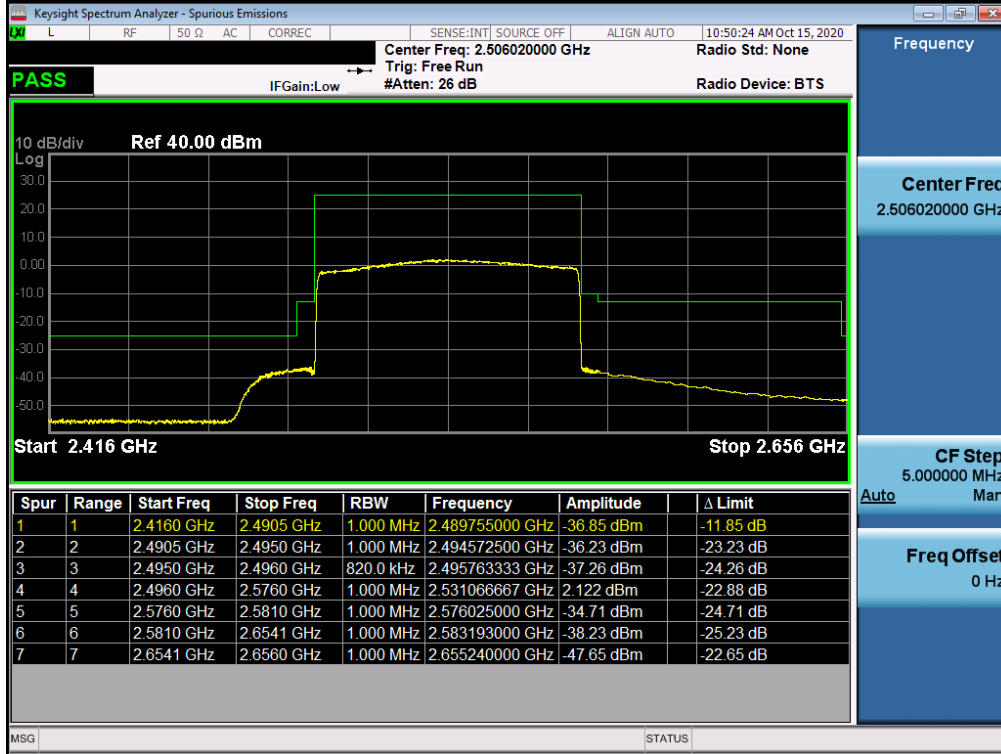 Keysight Spectrum Analyzer - Spurious Emissions
LXI L RF 50 Ω AC CORREC SENSE:INT SOURCE OFF ALIGN AUTO 10:50:24 AM Oct 15, 2020
Center Freq: 2.506020000 GHz Radio Std: None
Trig: Free Run
PASS IFGain:Low #Atten: 26 dB Radio Device: BTS
10 dB/div Ref 40.00 dBm
Log
30.0
20.0
10.0
0.00
-10.0
-20.0
-30.0
-40.0
-50.0
Start 2.416 GHz Stop 2.656 GHz
Spur Range Start Freq Stop Freq RBW Frequency Amplitude Δ Limit
1 1 2.4160 GHz 2.4905 GHz 1.000 MHz 2.489755000 GHz -36.85 dBm -11.85 dB
2 2 2.4905 GHz 2.4950 GHz 1.000 MHz 2.494572500 GHz -36.23 dBm -23.23 dB
3 3 2.4950 GHz 2.4960 GHz 820.0 kHz 2.495763333 GHz -37.26 dBm -24.26 dB
4 4 2.4960 GHz 2.5760 GHz 1.000 MHz 2.531066667 GHz 2.122 dBm -22.88 dB
5 5 2.5760 GHz 2.5810 GHz 1.000 MHz 2.576025000 GHz -34.71 dBm -24.71 dB
6 6 2.5810 GHz 2.6541 GHz 1.000 MHz 2.583193000 GHz -38.23 dBm -25.23 dB
7 7 2.6541 GHz 2.6560 GHz 1.000 MHz 2.655240000 GHz -47.65 dBm -22.65 dB
MSG STATUS
Frequency
Center Freq
2.506020000 GHz
CF Step
5.000000 MHz
Auto Man
Freq Offset
0 Hz